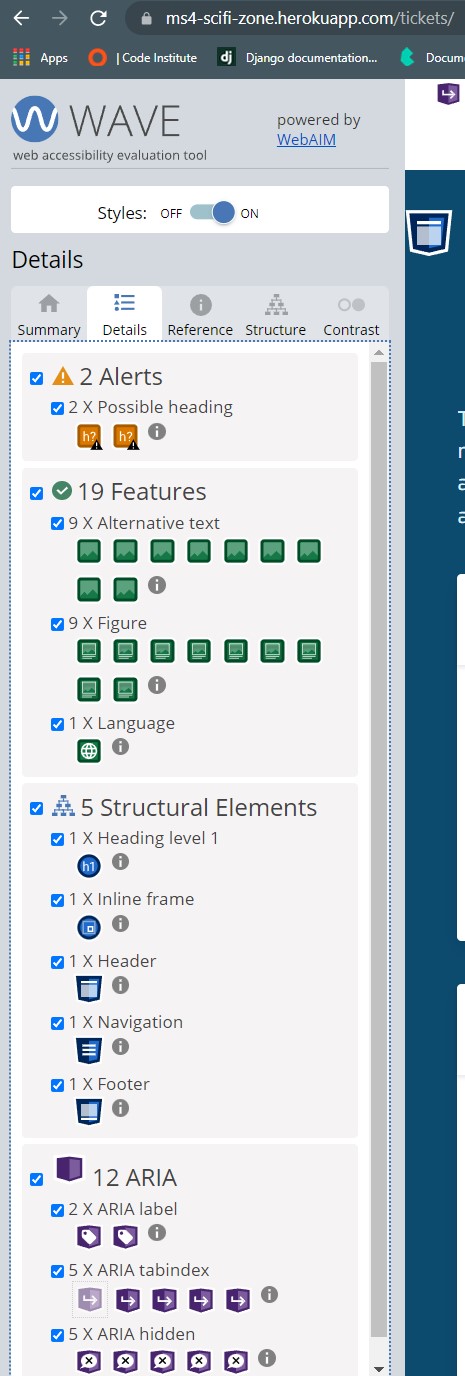 ms4-scifi-zone.herokuapp.com/tickets/
Apps
| Code Institute
dj
Django documentation...
Docum
WAVE
powered by
WebAIM
web accessibility evaluation tool
Styles: OFF ON
Details
Summary Details Reference Structure Contrast
2 Alerts
2 X Possible heading
h? h?
19 Features
9 X Alternative text
9 X Figure
1 X Language
5 Structural Elements
1 X Heading level 1
h1
1 X Inline frame
1 X Header
1 X Navigation
1 X Footer
12 ARIA
2 X ARIA label
5 X ARIA tabindex
5 X ARIA hidden